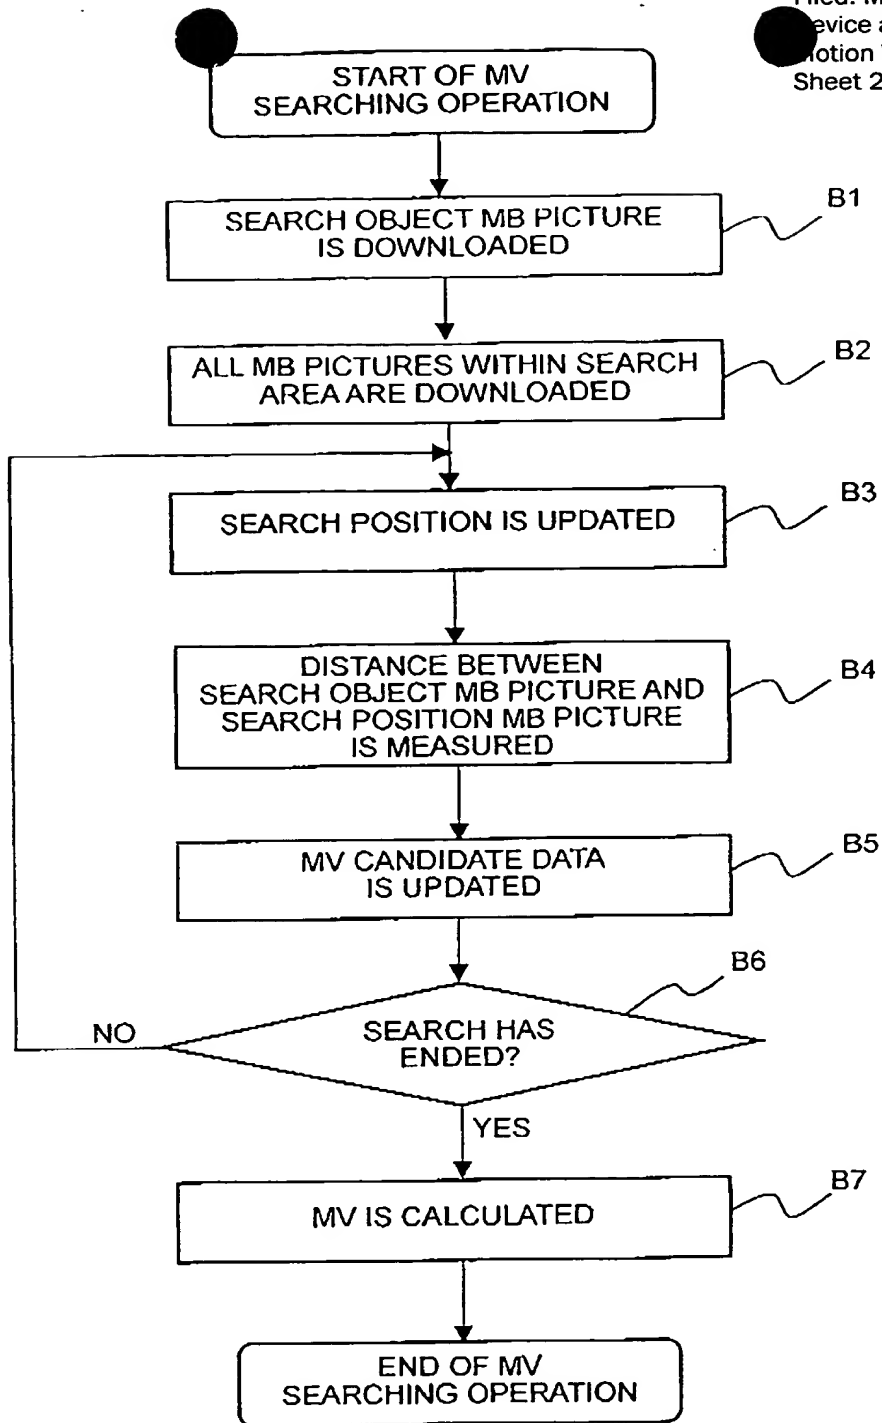 Sheet 2
START OF MV
SEARCHING OPERATION
B1
SEARCH OBJECT MB PICTURE
IS DOWNLOADED
B2
ALL MB PICTURES WITHIN SEARCH
AREA ARE DOWNLOADED
B3
SEARCH POSITION IS UPDATED
B4
DISTANCE BETWEEN
SEARCH OBJECT MB PICTURE AND
SEARCH POSITION MB PICTURE
IS MEASURED
B5
MV CANDIDATE DATA
IS UPDATED
B6
NO
SEARCH HAS
ENDED?
YES
B7
MV IS CALCULATED
END OF MV
SEARCHING OPERATION